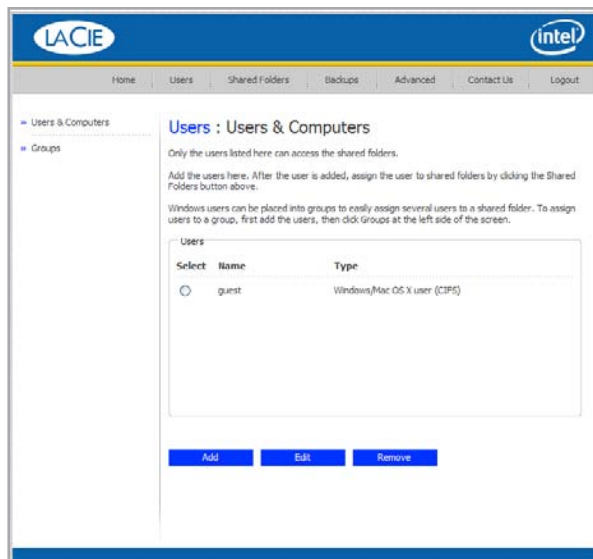 LACIE
intel
Home Users Shared Folders Backups Advanced Contact Us Logout
Users & Computers
Groups
Users : Users & Computers
Only the users listed here can access the shared folders.
Add the users here. After the user is added, assign the user to shared folders by clicking the Shared
Folders button above.
Windows users can be placed into groups to easily assign several users to a shared folder. To assign
users to a group, first add the users, then click Groups at the left side of the screen.
Users
Select Name Type
guest Windows/Mac OS X user (CIFS)
Add Edit Remove